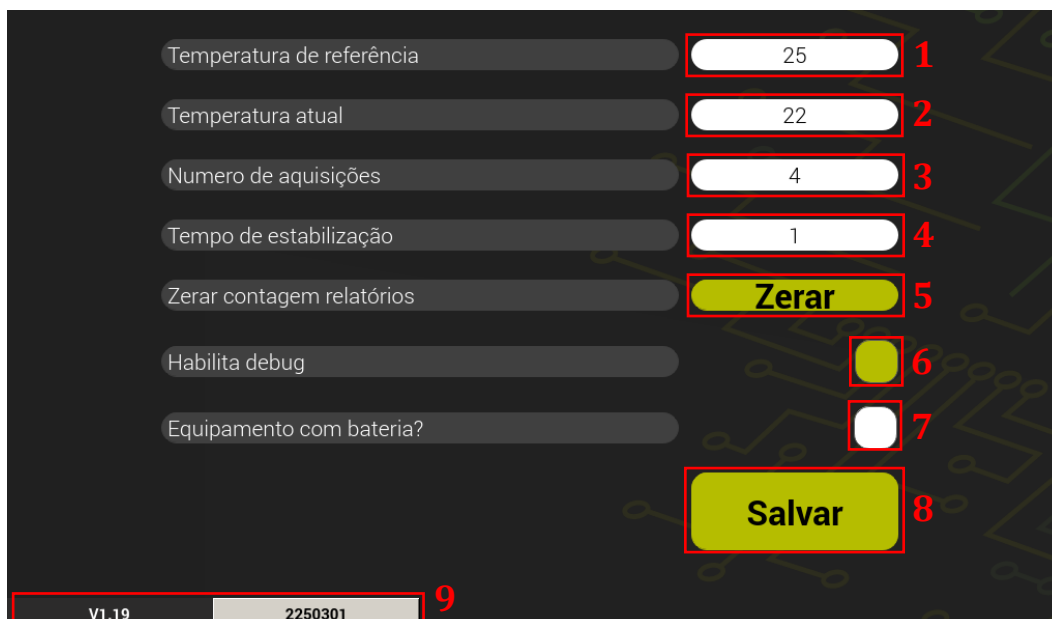 Temperatura de referência 25 1
Temperatura atual 22 2
Numero de aquisições 4 3
Tempo de estabilização 1 4
Zerar contagem relatórios Zerar 5
Habilita debug 6
Equipamento com bateria? 7
Salvar 8
V1.19 2250301 9